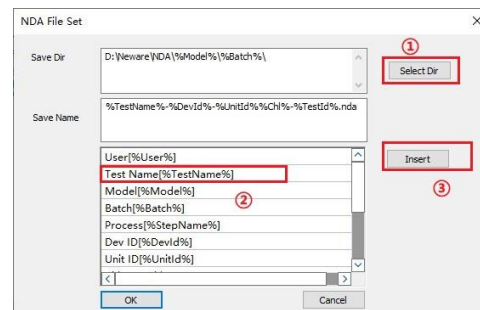 NDA File Set
Save Dir
D:\Neware\NDA\%Model%\%Batch%\
①
Select Dir
Save Name
%TestName%-%DevId%-%UnitId%%Chl%-%TestId%.nda
User[%User%]
Insert
Test Name[%TestName%]
Model[%Model%]
②
③
Batch[%Batch%]
Process[%StepName%]
Dev ID[%DevId%]
Unit ID[%UnitId%]
OK
Cancel